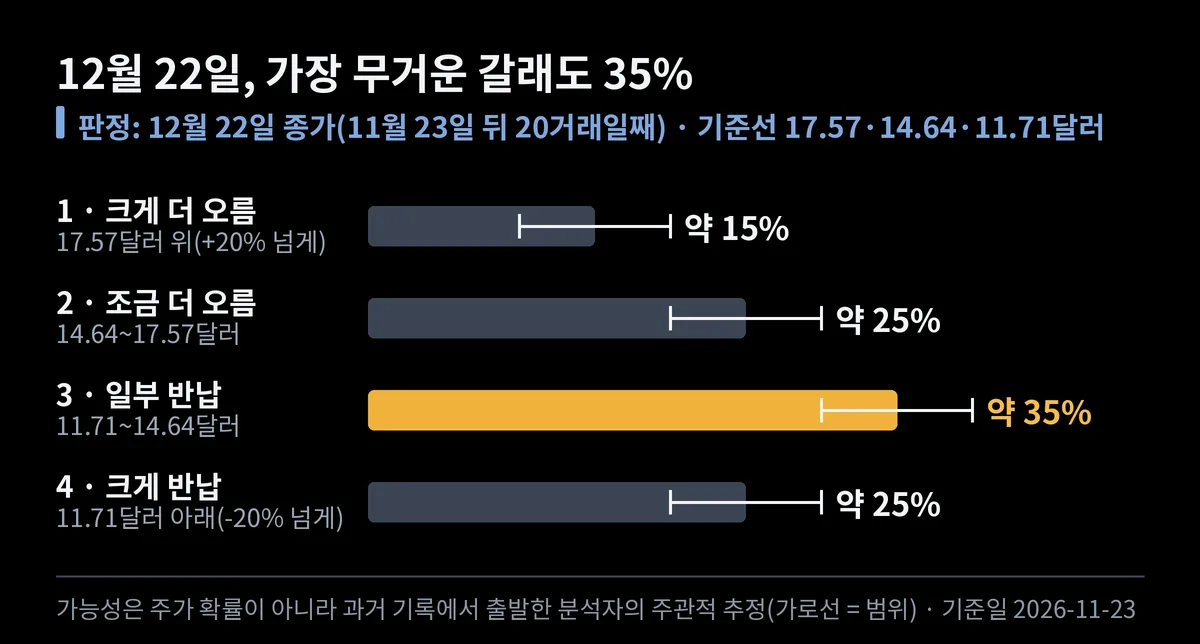 12월 22일, 가장 무거운 갈래도 35%
판정: 12월 22일 종가(11월 23일 뒤 20거래일째) · 기준선 17.57·14.64·11.71달러
1 · 크게 더 오름
17.57달러 위(+20% 넘게)
약 15%
2 · 조금 더 오름
14.64~17.57달러
약 25%
3 · 일부 반납
11.71~14.64달러
약 35%
4 · 크게 반납
11.71달러 아래(-20% 넘게)
약 25%
가능성은 주가 확률이 아니라 과거 기록에서 출발한 분석자의 주관적 추정(가로선 = 범위) · 기준일 2026-11-23